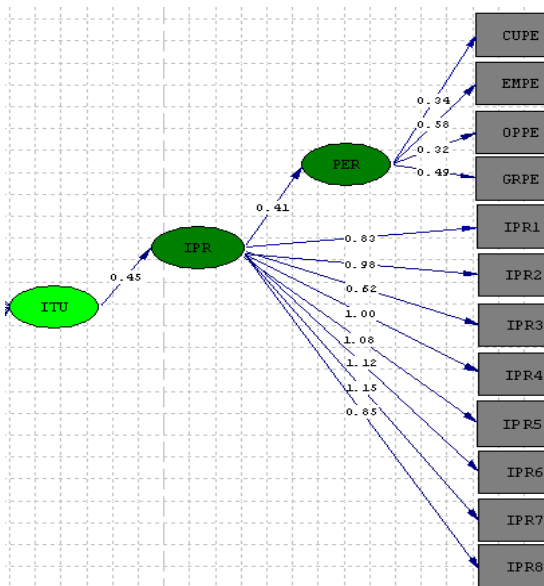 CUPE
0.34
EMPE
0.58
OPPE
0.32
PER
0.49
GRPE
0.41
IPR1
0.83
IPR
0.98
IPR2
0.45
0.62
ITU
1.00
IPR3
1.08
IPR4
1.12
1.15
0.85
IPR5
IPR6
IPR7
IPR8